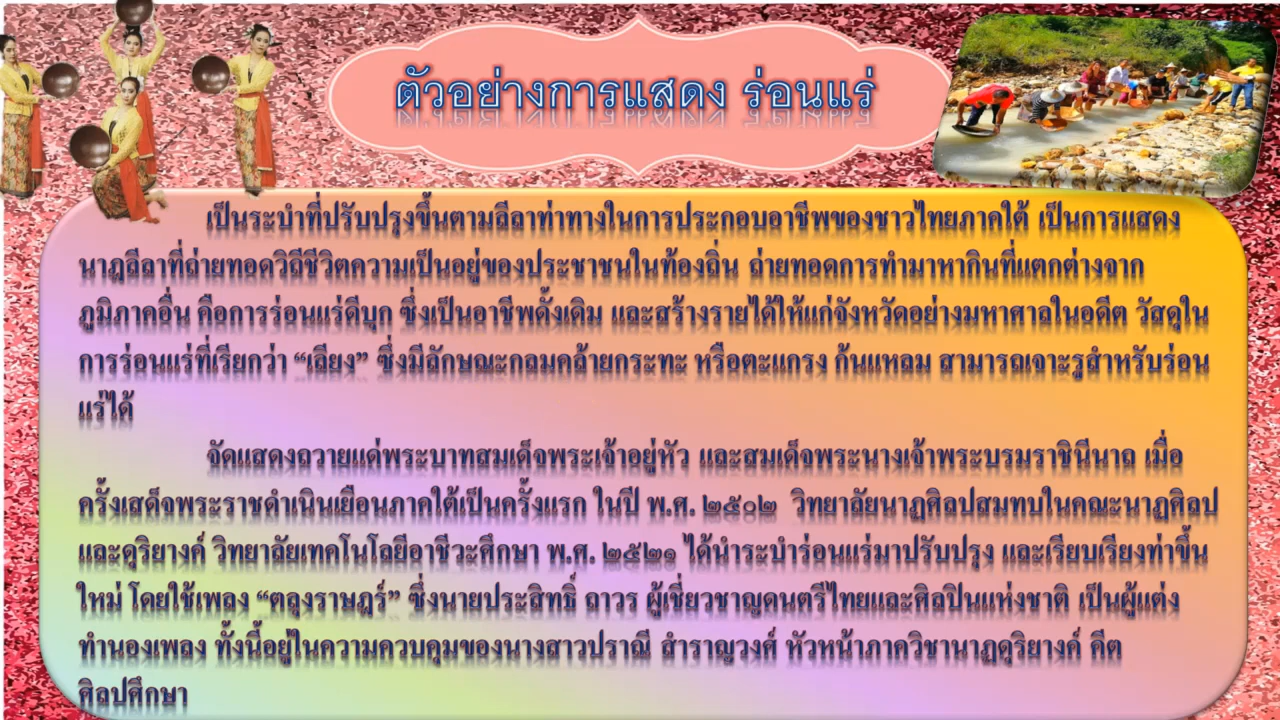 ตัวอย่างการแสดง ร่อนแร่
เป็นระบำที่ปรับปรุงขึ้นตามลีลาท่าทางในการประกอบอาชีพของชาวไทยภาคใต้ เป็นการแสดง
นาฎลีลาที่ถ่ายทอดวิถีชีวิตความเป็นอยู่ของประชาชนในท้องถิ่น ถ่ายทอดการทำมาหากินที่แตกต่างจาก
ภูมิภาคอื่น คือการร่อนแร่ดีบุก ซึ่งเป็นอาชีพดั้งเดิม และสร้างรายได้ให้แก่จังหวัดอย่างมหาศาลในอดีต วัสดุใน
การร่อนแร่ที่เรียกว่า “เลียง” ซึ่งมีลักษณะกลมคล้ายกระทะ หรือตะแกรง ก้นแหลม สามารถเจาะรูสำหรับร่อน
แร่ได้
จัดแสดงถวายแด่พระบาทสมเด็จพระเจ้าอยู่หัว และสมเด็จพระนางเจ้าพระบรมราชินีนาถ เมื่อ
ครั้งเสด็จพระราชดำเนินเยือนภาคใต้เป็นครั้งแรก ในปี พ.ศ. ๒๕๐๒ วิทยาลัยนาฎศิลปสมทบในคณะนาฎศิลป
และดุริยางค์ วิทยาลัยเทคโนโลยีอาชีวะศึกษา พ.ศ. ๒๕๒๑ ได้นำระบำร่อนแร่มาปรับปรุง และเรียบเรียงท่าขึ้น
ใหม่ โดยใช้เพลง “ตลุงราษฎร์” ซึ่งนายประสิทธิ์ ถาวร ผู้เชี่ยวชาญดนตรีไทยและศิลปินแห่งชาติ เป็นผู้แต่ง
ทำนองเพลง ทั้งนี้อยู่ในความควบคุมของนางสาวปราณี สำราญวงศ์ หัวหน้าภาควิชานาฎดุริยางค์ คีต
ศิลปศึกษา